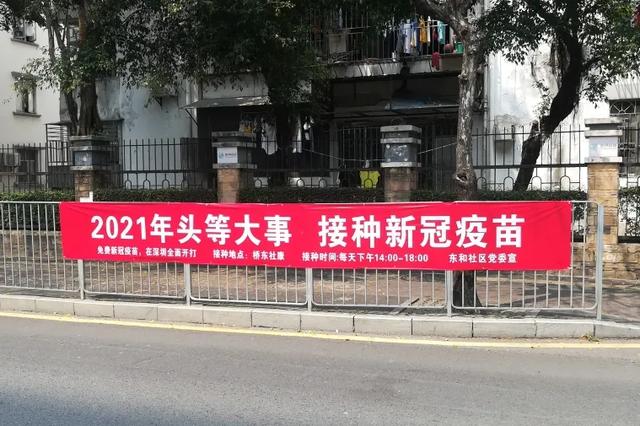 2021年头等大事 接种新冠疫苗
免费新冠疫苗，在深圳全面开打 接种地点：桥东社康 接种时间:每天下午14:00-18:00 东和社区党委宣